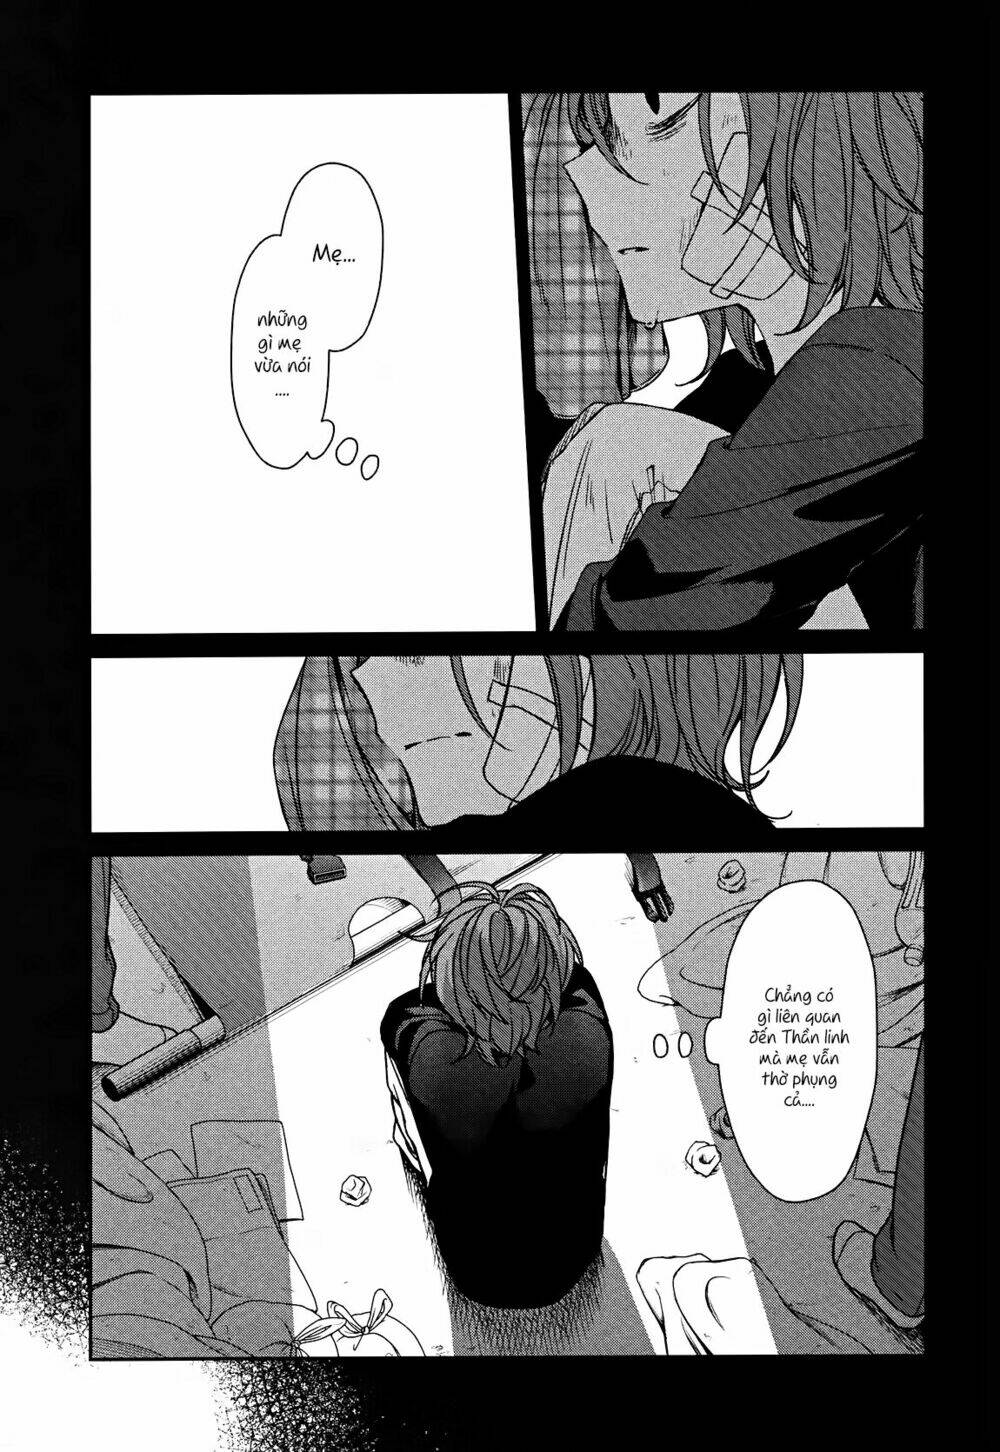 Mẹ...
những
gì mẹ
vừa nói
....
Chẳng có
gì liên quan
đến Thần linh
mà mẹ vẫn
thờ phụng
cả....